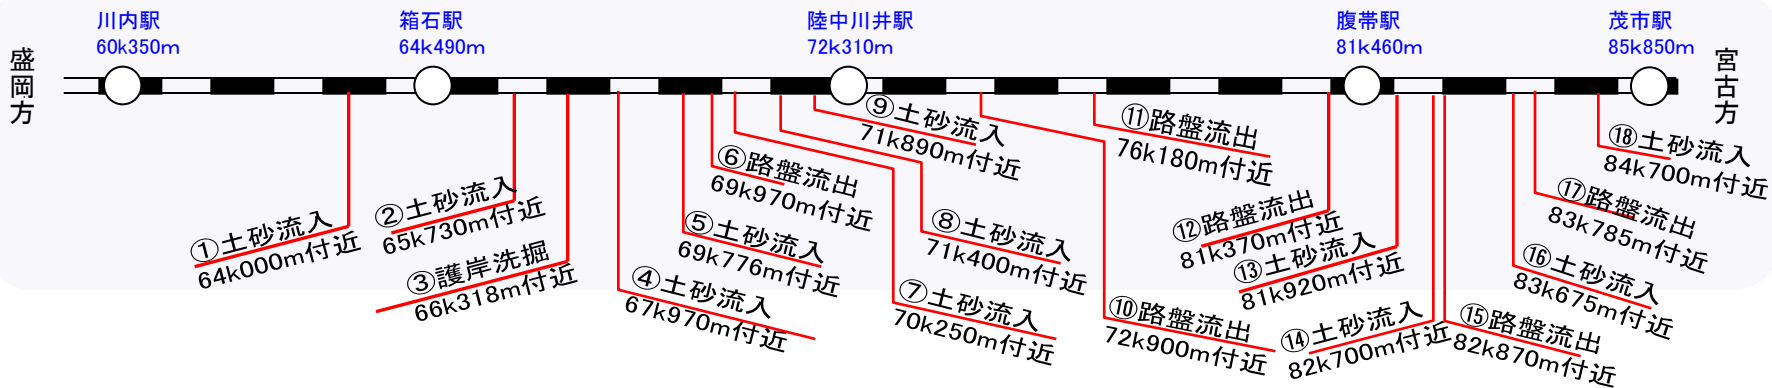 川内駅
60k350m
箱石駅
64k490m
陸中川井駅
72k310m
腹帯駅
81k460m
茂市駅
85k850m
盛岡方
宮古方
①土砂流入
64k000m付近
②土砂流入
65k730m付近
③護岸洗掘
66k318m付近
④土砂流入
67k970m付近
⑤土砂流入
69k776m付近
⑥路盤流出
69k970m付近
⑦土砂流入
70k250m付近
⑧土砂流入
71k400m付近
⑨土砂流入
71k890m付近
⑩路盤流出
72k900m付近
⑪路盤流出
76k180m付近
⑫路盤流出
81k370m付近
⑬土砂流入
81k920m付近
⑭土砂流入
82k700m付近
⑮路盤流出
82k870m付近
⑯土砂流入
83k675m付近
⑰路盤流出
83k785m付近
⑱土砂流入
84k700m付近